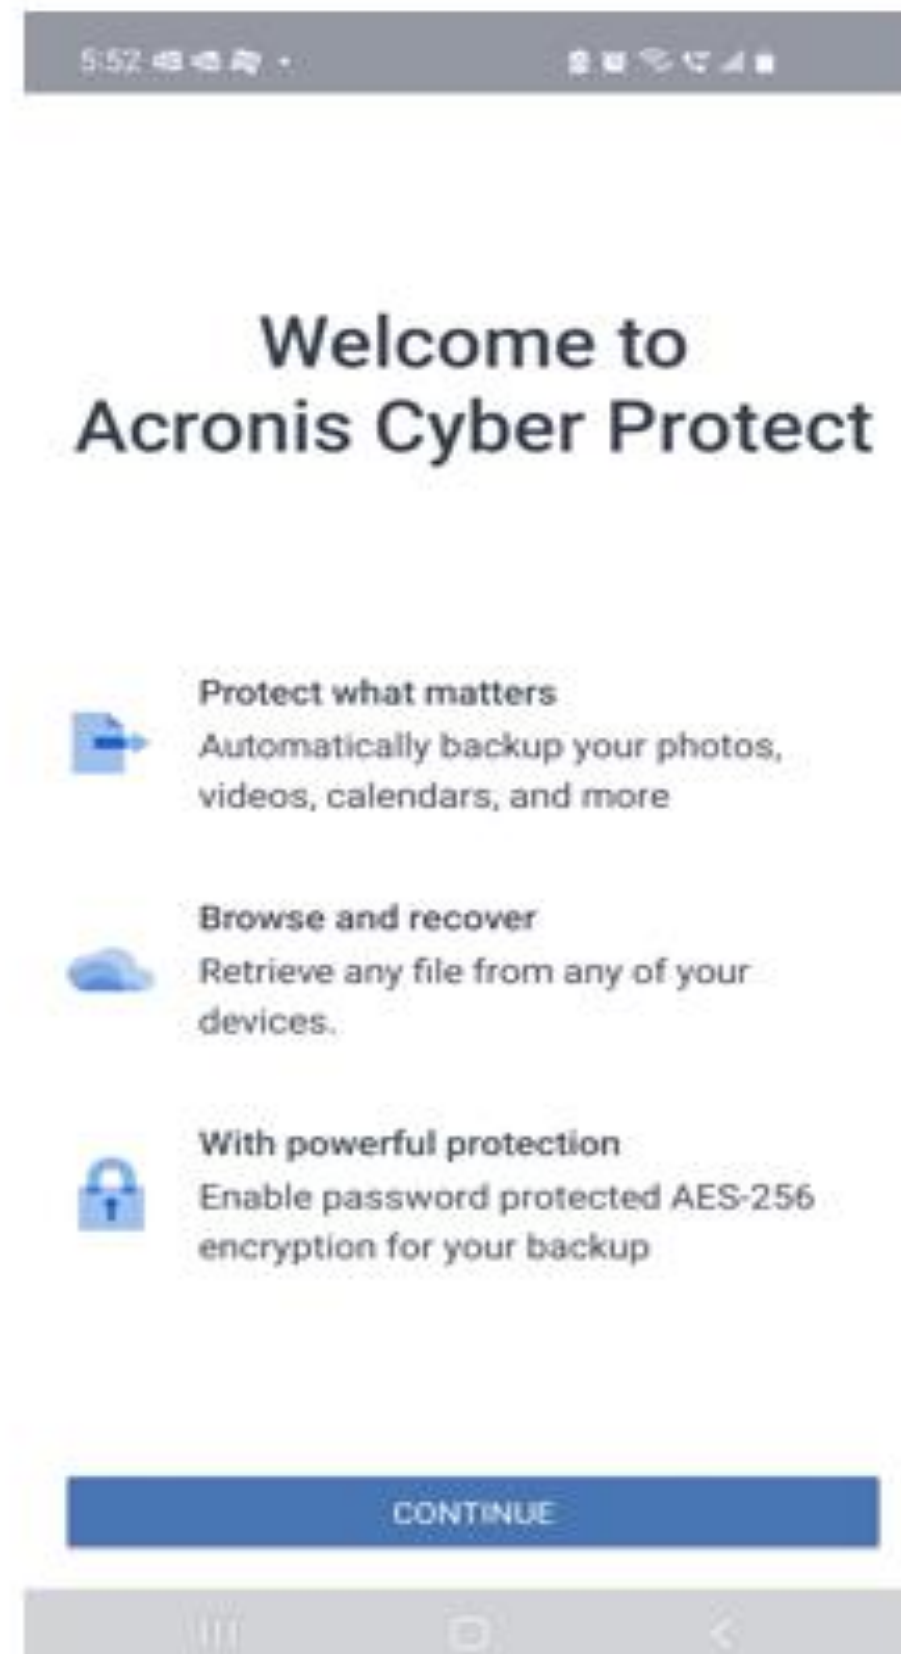 5:52
Welcome to
Acronis Cyber Protect
Protect what matters
Automatically backup your photos,
videos, calendars, and more
Browse and recover
Retrieve any file from any of your
devices.
With powerful protection
Enable password protected AES-256
encryption for your backup
CONTINUE